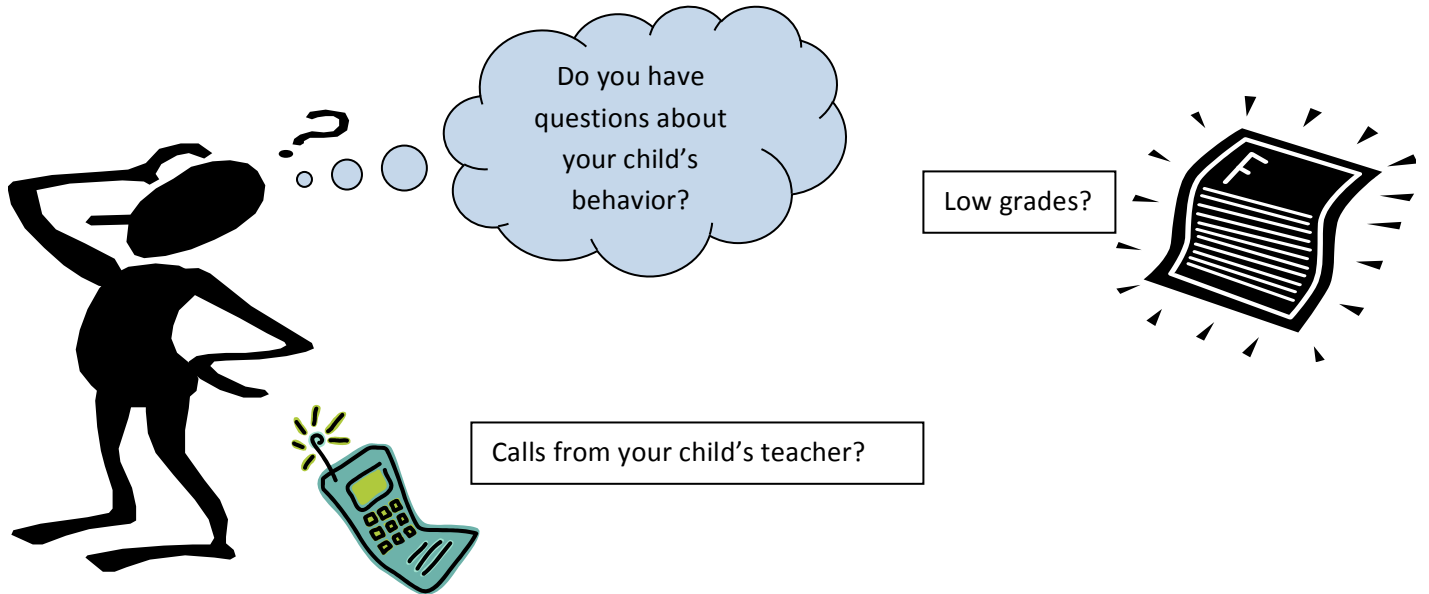 ?
Do you have
questions about
your child's
behavior?
Low grades?
F
Calls from your child's teacher?